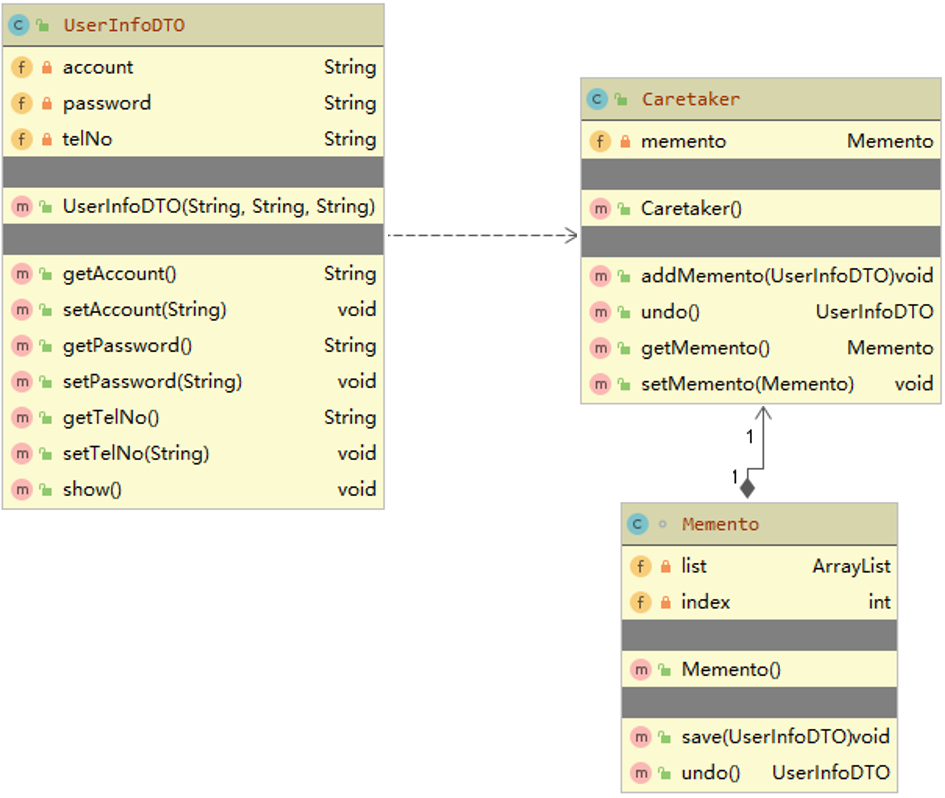 UserInfoDTO
account String
password String
telNo String
UserInfoDTO(String, String, String)
getAccount() String
setAccount(String) void
getPassword() String
setPassword(String) void
getTelNo() String
setTelNo(String) void
show() void
Caretaker
memento Memento
Caretaker()
addMemento(UserInfoDTO)void
undo() UserInfoDTO
getMemento() Memento
setMemento(Memento) void
1
1
Memento
list ArrayList
index int
Memento()
save(UserInfoDTO)void
undo() UserInfoDTO